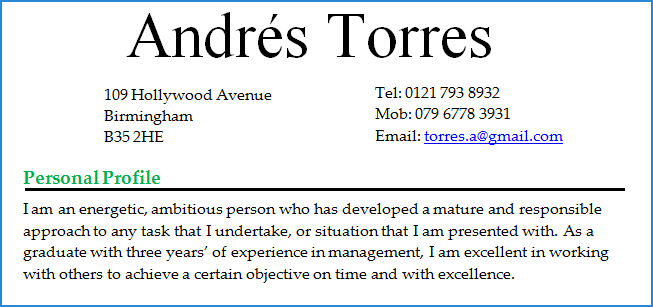 Andrés Torres
109 Hollywood Avenue
Birmingham
B35 2HE
Tel: 0121 793 8932
Mob: 079 6778 3931
Email: torres.a@gmail.com
Personal Profile
I am an energetic, ambitious person who has developed a mature and responsible
approach to any task that I undertake, or situation that I am presented with. As a
graduate with three years’ of experience in management, I am excellent in working
with others to achieve a certain objective on time and with excellence.